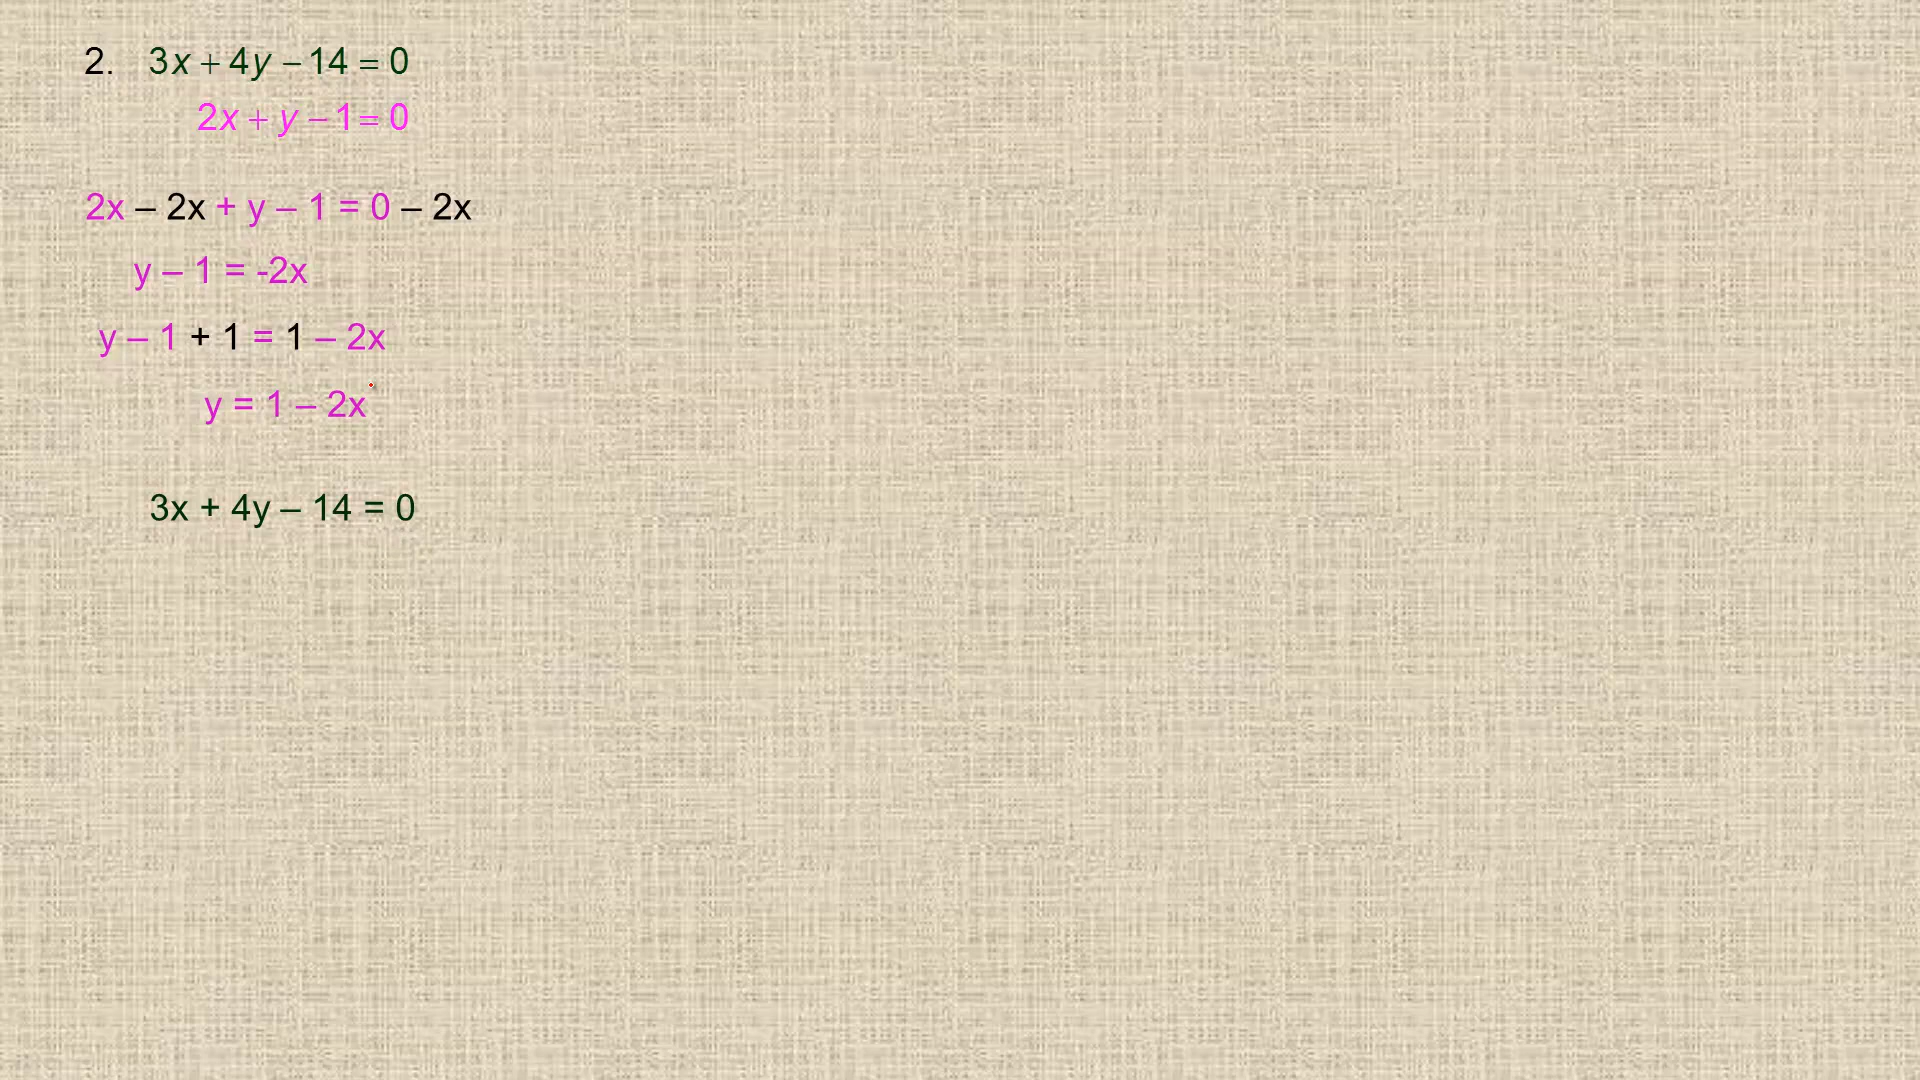 2. 3x + 4y – 14 = 0
2x + y – 1 = 0
2x – 2x + y – 1 = 0 – 2x
y – 1 = -2x
y – 1 + 1 = 1 – 2x
y = 1 – 2x
3x + 4y – 14 = 0